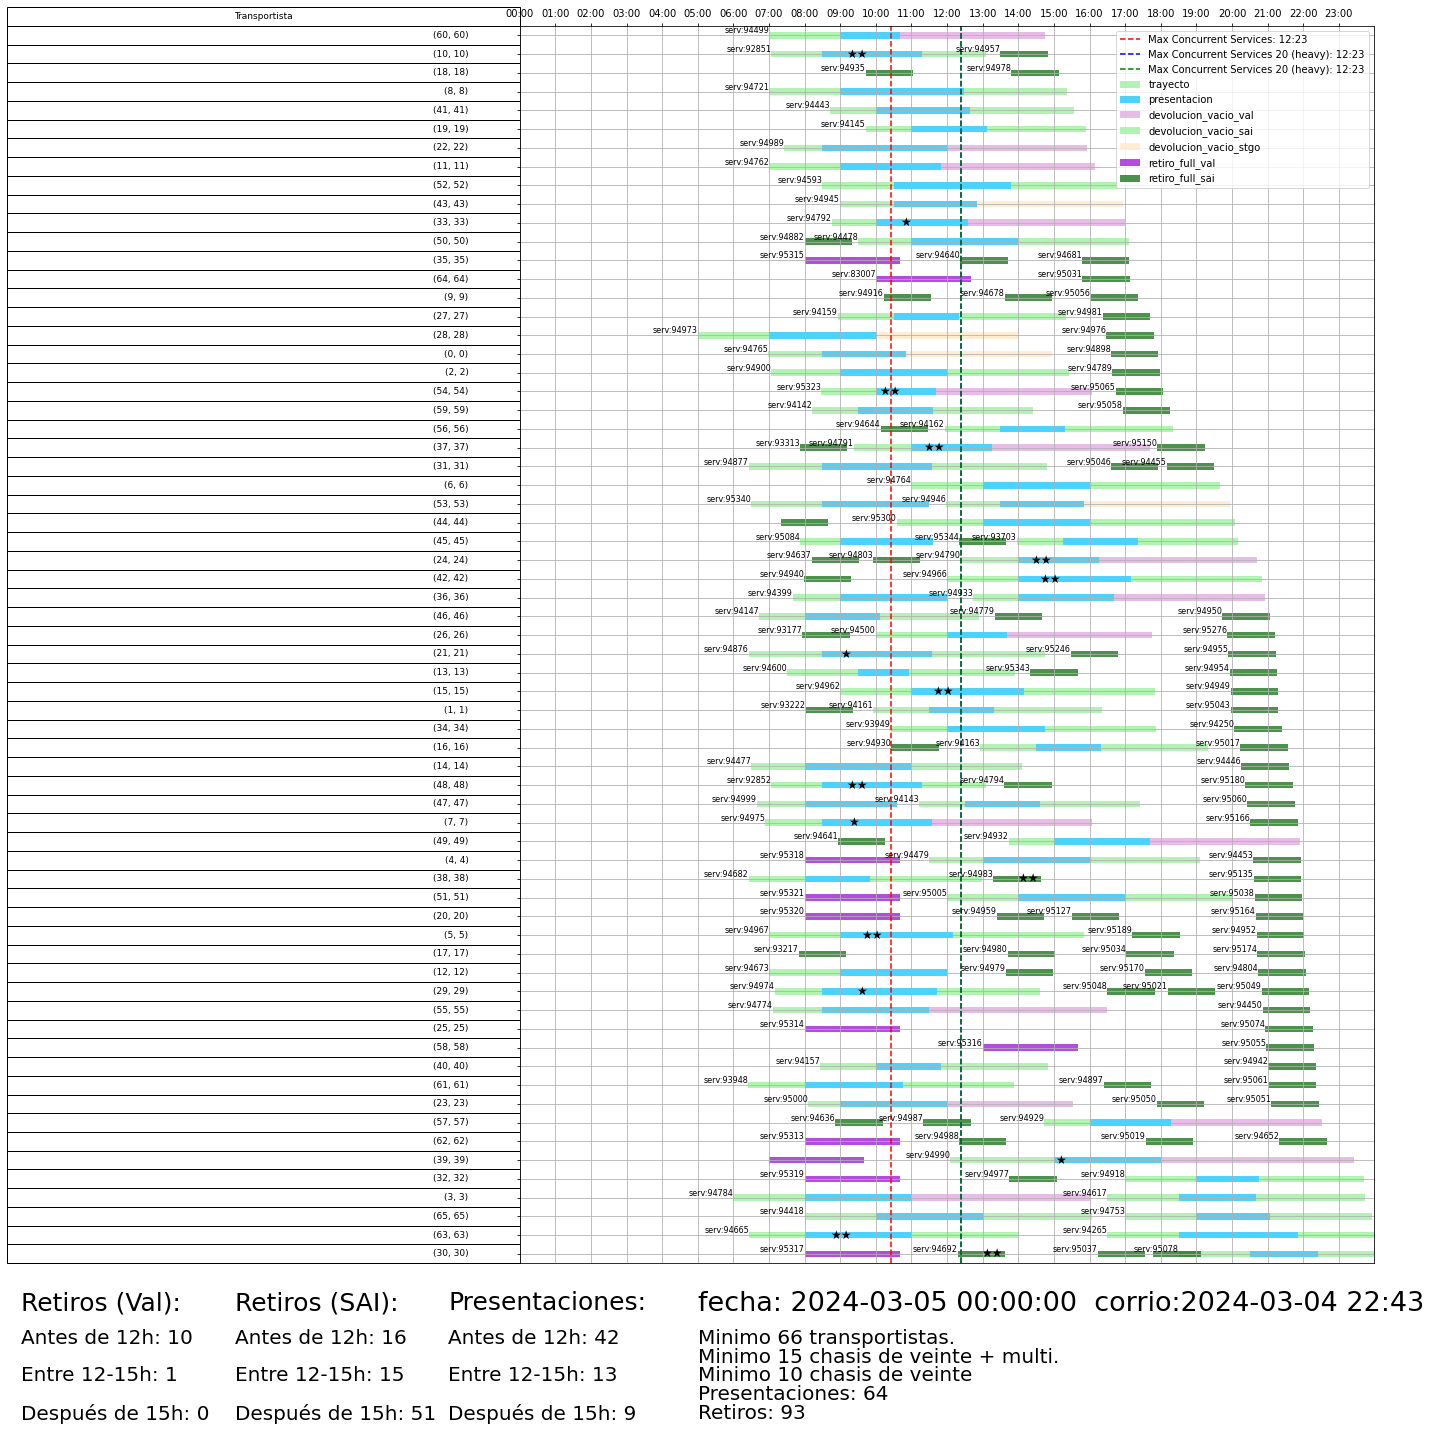 Transportista
00:00 01:00 02:00 03:00 04:00 05:00 06:00 07:00 08:00 09:00 10:00 11:00 12:00 13:00 14:00 15:00 16:00 17:00 18:00 19:00 20:00 21:00 22:00 23:00
Max Concurrent Services: 12:23
Max Concurrent Services 20 (heavy): 12:23
Max Concurrent Services 20 (heavy): 12:23
trayecto
presentacion
devolucion_vacio_val
devolucion_vacio_sai
devolucion_vacio_stgo
retiro_full_val
retiro_full_sai
(60, 60) serv:94499
(10, 10) serv:92851 serv:94957
(18, 18) serv:94935 serv:94978
(8, 8) serv:94721
(41, 41) serv:94443
(19, 19) serv:94145
(22, 22) serv:94989
(11, 11) serv:94762
(52, 52) serv:94593
(43, 43) serv:94945
(33, 33) serv:94792
(50, 50) serv:94882 serv:94478
(35, 35) serv:95315 serv:94640 serv:94681
(64, 64) serv:83007 serv:95031
(9, 9) serv:94916 serv:94678 serv:95056
(27, 27) serv:94159 serv:94981
(28, 28) serv:94973 serv:94976
(0, 0) serv:94765 serv:94898
(2, 2) serv:94900 serv:94789
(54, 54) serv:95323 serv:95065
(59, 59) serv:94142 serv:95058
(56, 56) serv:94644 serv:94162
(37, 37) serv:93313 serv:94791 serv:95150
(31, 31) serv:94877 serv:95046 serv:94455
(6, 6) serv:94764
(53, 53) serv:95340 serv:94946
(44, 44) serv:95300
(45, 45) serv:95084 serv:95344 serv:93703
(24, 24) serv:94637 serv:94803 serv:94790
(42, 42) serv:94940 serv:94966
(36, 36) serv:94399 serv:94933
(46, 46) serv:94147 serv:94779 serv:94950
(26, 26) serv:93177 serv:94500 serv:95276
(21, 21) serv:94876 serv:95246 serv:94955
(13, 13) serv:94600 serv:95343 serv:94954
(15, 15) serv:94962 serv:94949
(1, 1) serv:93222 serv:94161 serv:95043
(34, 34) serv:93949 serv:94250
(16, 16) serv:94930 serv:94163 serv:95017
(14, 14) serv:94477 serv:94446
(48, 48) serv:92852 serv:94794 serv:95180
(47, 47) serv:94999 serv:94143 serv:95060
(7, 7) serv:94975 serv:95166
(49, 49) serv:94641 serv:94932
(4, 4) serv:95318 serv:94479 serv:94453
(38, 38) serv:94682 serv:94983 serv:95135
(51, 51) serv:95321 serv:95005 serv:95038
(20, 20) serv:95320 serv:94959 serv:95127 serv:95164
(5, 5) serv:94967 serv:95189 serv:94952
(17, 17) serv:93217 serv:94980 serv:95034 serv:95174
(12, 12) serv:94673 serv:94979 serv:95170 serv:94804
(29, 29) serv:94974 serv:95048 serv:95021 serv:95049
(55, 55) serv:94774 serv:94450
(25, 25) serv:95314 serv:95074
(58, 58) serv:95316 serv:95055
(40, 40) serv:94157 serv:94942
(61, 61) serv:93948 serv:94897 serv:95061
(23, 23) serv:95000 serv:95050 serv:95051
(57, 57) serv:94636 serv:94987 serv:94929
(62, 62) serv:95313 serv:94988 serv:95019 serv:94652
(39, 39) serv:94990
(32, 32) serv:95319 serv:94977 serv:94918
(3, 3) serv:94784 serv:94617
(65, 65) serv:94418 serv:94753
(63, 63) serv:94665 serv:94265
(30, 30) serv:95317 serv:94692 serv:95037 serv:95078
Retiros (Val):
Antes de 12h: 10
Entre 12-15h: 1
Después de 15h: 0
Retiros (SAI):
Antes de 12h: 16
Entre 12-15h: 15
Después de 15h: 51
Presentaciones:
Antes de 12h: 42
Entre 12-15h: 13
Después de 15h: 9
fecha: 2024-03-05 00:00:00 corrio:2024-03-04 22:43
Minimo 66 transportistas.
Minimo 15 chasis de veinte + multi.
Minimo 10 chasis de veinte
Presentaciones: 64
Retiros: 93